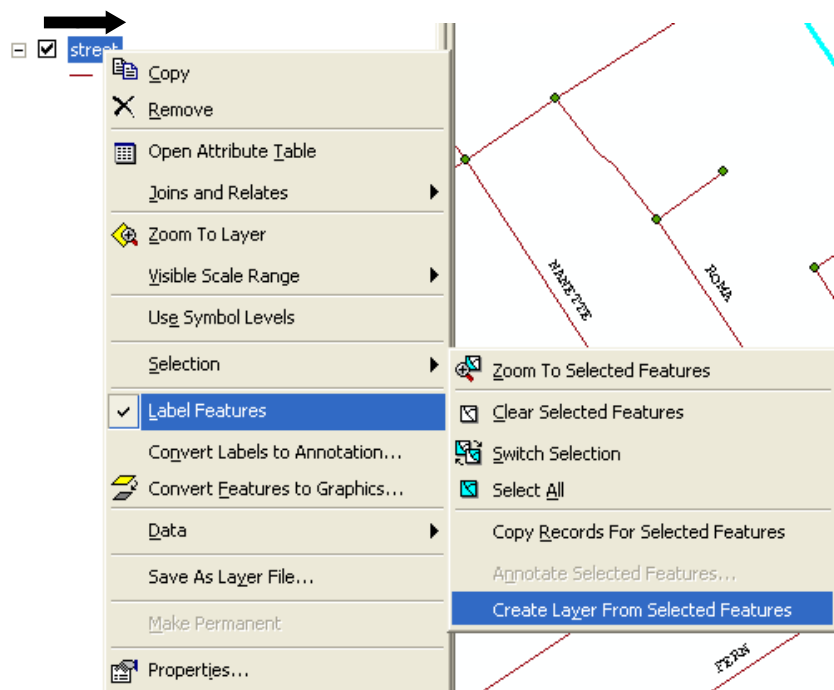 street
Copy
Remove
Open Attribute Table
Joins and Relates
Zoom To Layer
Visible Scale Range
Use Symbol Levels
Selection
Label Features
Convert Labels to Annotation...
Convert Features to Graphics...
Data
Save As Layer File...
Make Permanent
Properties...
NANETTE
ROMA
Zoom To Selected Features
Clear Selected Features
Switch Selection
Select All
Copy Records For Selected Features
Annotate Selected Features...
Create Layer From Selected Features
FERN